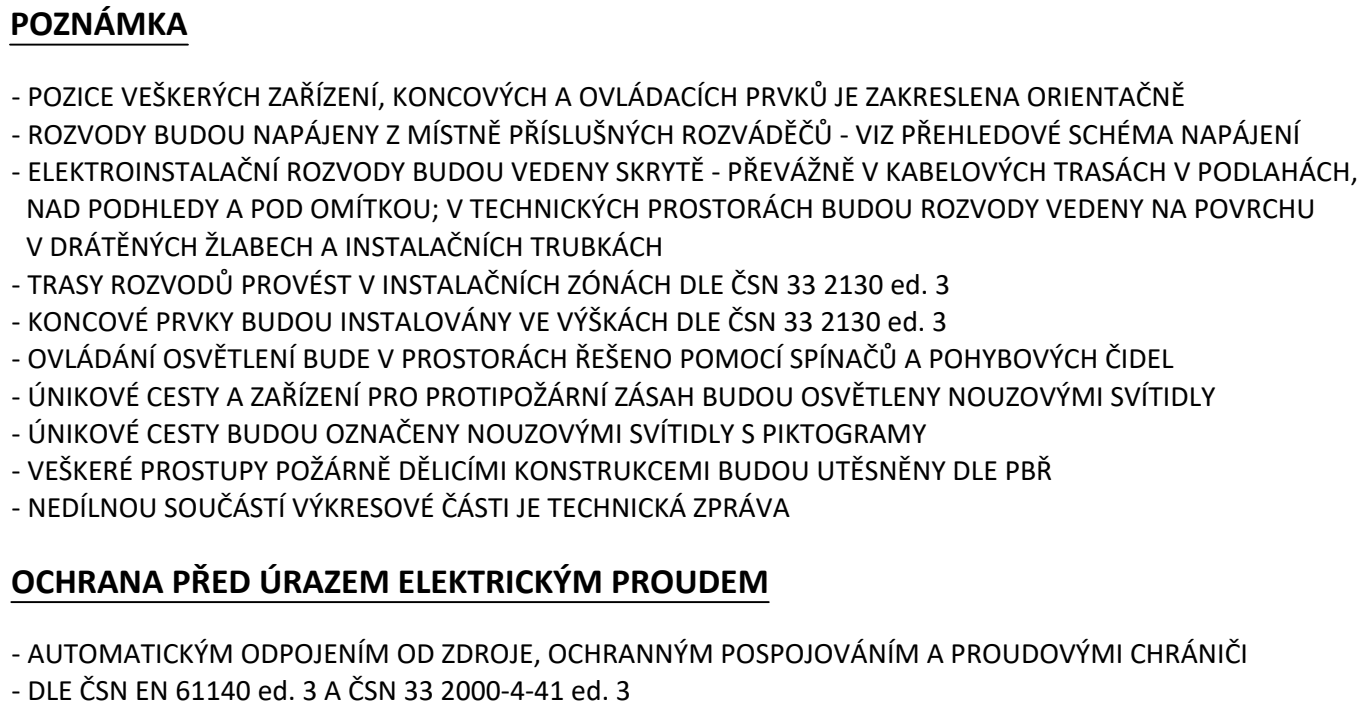 POZNÁMKA
- POZICE VEŠKERÝCH ZAŘÍZENÍ, KONCOVÝCH A OVLÁDACÍCH PRVKŮ JE ZAKRESLENA ORIENTAČNĚ
- ROZVODY BUDOU NAPÁJENY Z MÍSTNĚ PŘÍSLUŠNÝCH ROZVÁDĚČŮ - VIZ PŘEHLEDOVÉ SCHÉMA NAPÁJENÍ
- ELEKTROINSTALAČNÍ ROZVODY BUDOU VEDENY SKRYTĚ - PŘEVÁŽNĚ V KABELOVÝCH TRASÁCH V PODLAHÁCH,
NAD PODHLEDY A POD OMÍTKOU; V TECHNICKÝCH PROSTORÁCH BUDOU ROZVODY VEDENY NA POVRCHU
V DRÁTĚNÝCH ŽLABECH A INSTALAČNÍCH TRUBKÁCH
- TRASY ROZVODŮ PROVÉST V INSTALAČNÍCH ZÓNÁCH DLE ČSN 33 2130 ed. 3
- KONCOVÉ PRVKY BUDOU INSTALOVÁNY VE VÝŠKÁCH DLE ČSN 33 2130 ed. 3
- OVLÁDÁNÍ OSVĚTLENÍ BUDE V PROSTORÁCH ŘEŠENO POMOCÍ SPÍNAČŮ A POHYBOVÝCH ČIDEL
- ÚNIKOVÉ CESTY A ZAŘÍZENÍ PRO PROTIPOŽÁRNÍ ZÁSAH BUDOU OSVĚTLENY NOUZOVÝMI SVÍTIDLY
- ÚNIKOVÉ CESTY BUDOU OZNAČENY NOUZOVÝMI SVÍTIDLY S PIKTOGRAMY
- VEŠKERÉ PROSTUPY POŽÁRNĚ DĚLICÍMI KONSTRUKCEMI BUDOU UTĚSNĚNY DLE PBŘ
- NEDÍLNOU SOUČÁSTÍ VÝKRESOVÉ ČÁSTI JE TECHNICKÁ ZPRÁVA
OCHRANA PŘED ÚRAZEM ELEKTRICKÝM PROUDEM
- AUTOMATICKÝM ODPOJENÍM OD ZDROJE, OCHRANNÝM POSPOJOVÁNÍM A PROUDOVÝMI CHRÁNIČI
- DLE ČSN EN 61140 ed. 3 A ČSN 33 2000-4-41 ed. 3